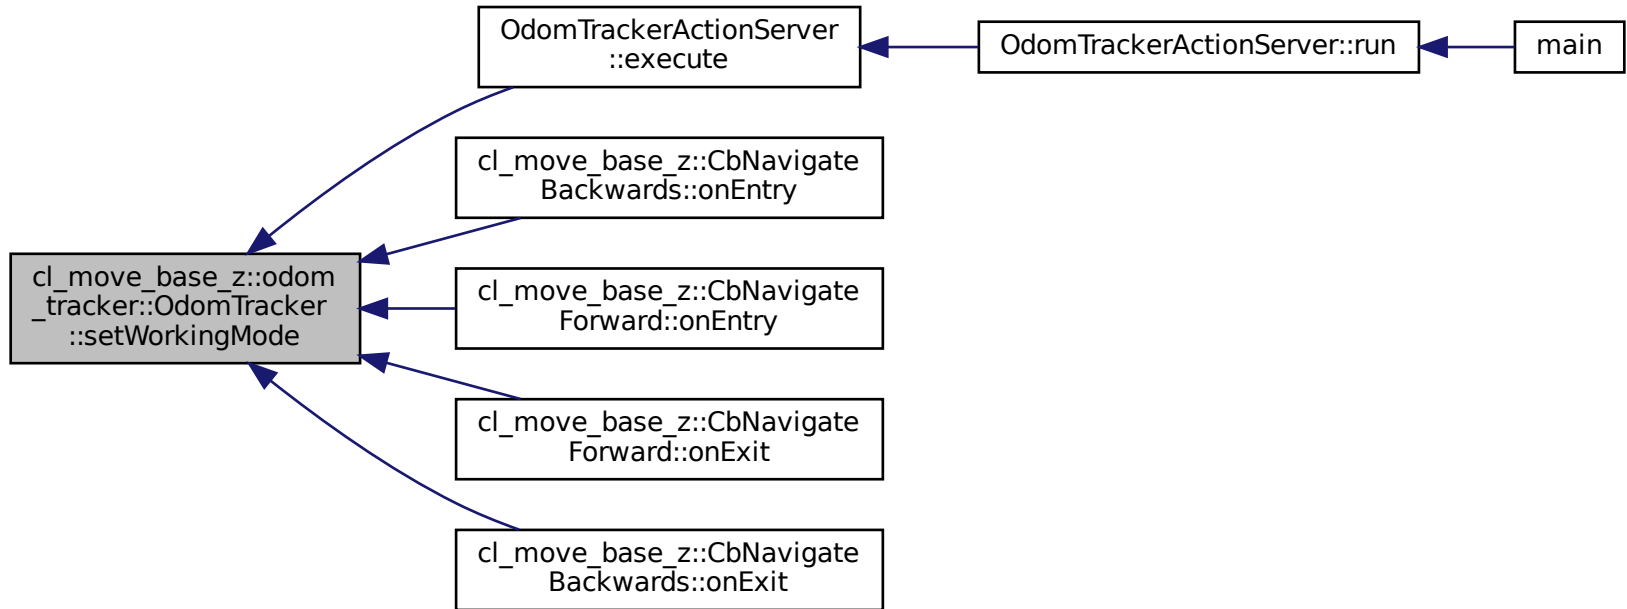 OdomTrackerActionServer
::execute
OdomTrackerActionServer::run
main
cl_move_base_z::CbNavigate
Backwards::onEntry
cl_move_base_z::odom
_tracker::OdomTracker
::setWorkingMode
cl_move_base_z::CbNavigate
Forward::onEntry
cl_move_base_z::CbNavigate
Forward::onExit
cl_move_base_z::CbNavigate
Backwards::onExit